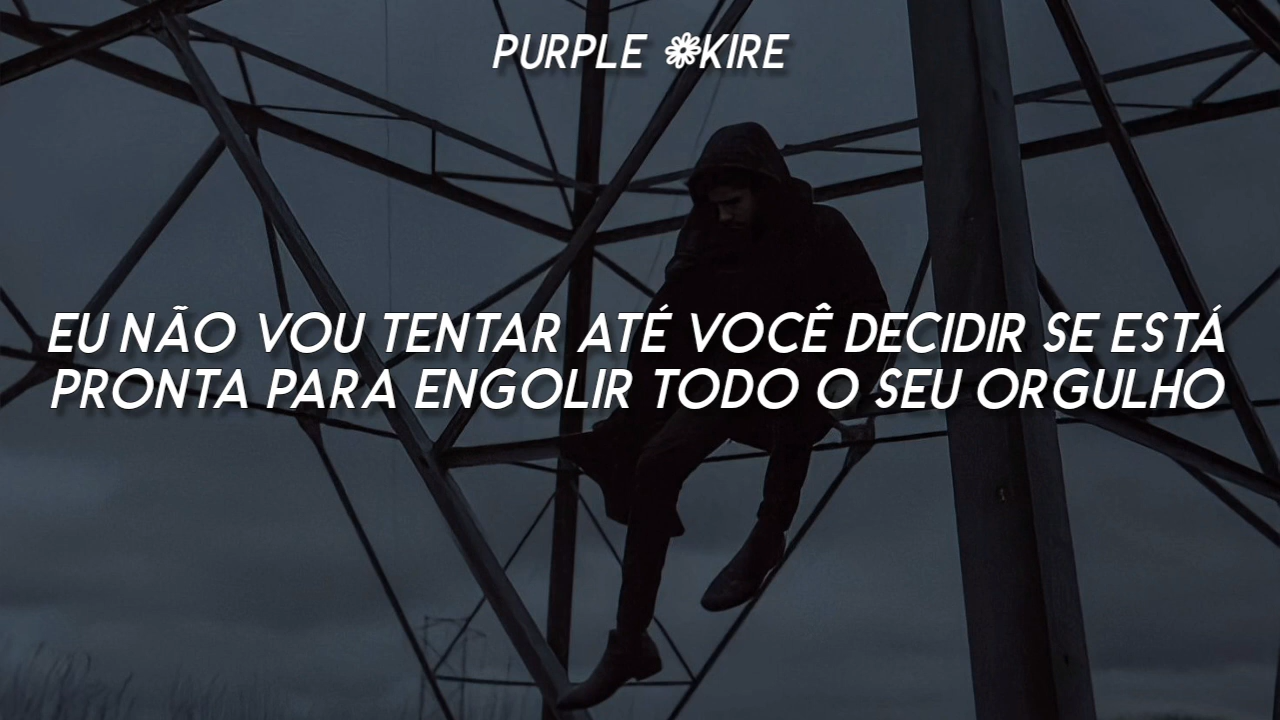 PURPLE ❁KIRE
EU NÃO VOU TENTAR ATÉ VOCÊ DECIDIR SE ESTÁ
PRONTA PARA ENGOLIR TODO O SEU ORGULHO